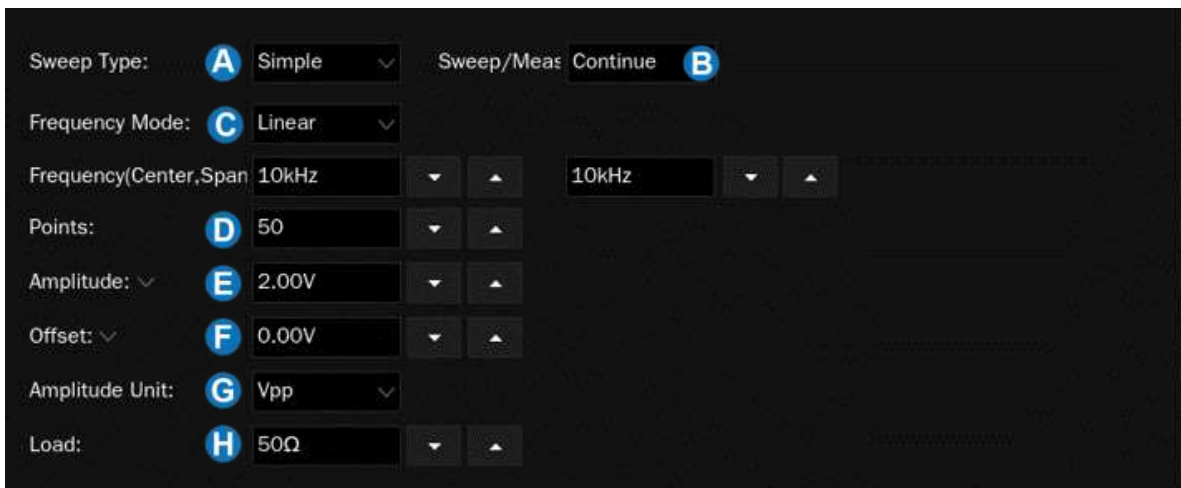 Sweep Type: A Simple Sweep/Meas Continue B
Frequency Mode: C Linear
Frequency(Center,Span 10kHz 10kHz
Points: D 50
Amplitude: E 2.00V
Offset: F 0.00V
Amplitude Unit: G Vpp
Load: H 50Ω